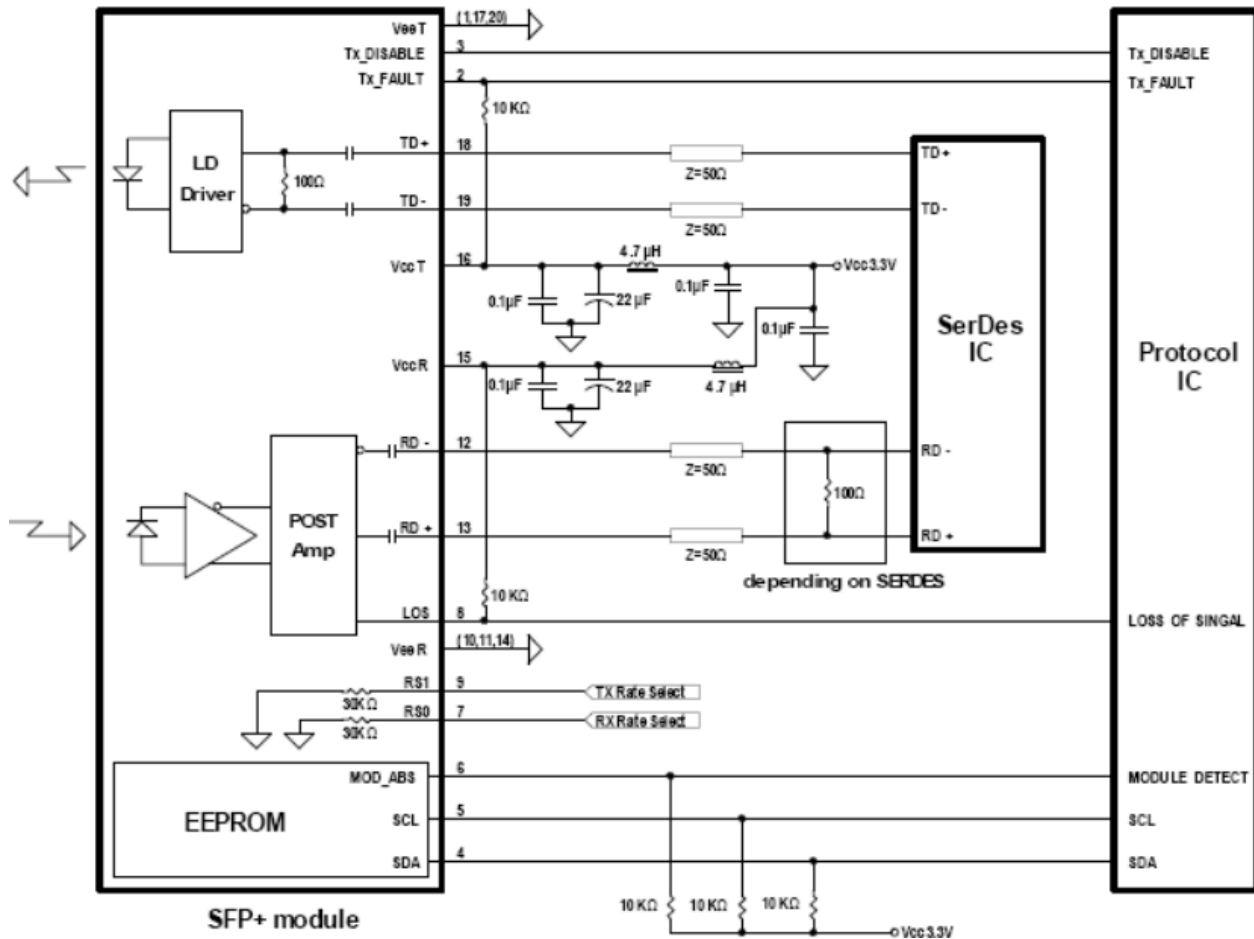 VeeT (1,17,20)
Tx_DISABLE 3 Tx_DISABLE
Tx_FAULT 2 Tx_FAULT
10 KΩ
LD
Driver
100Ω
TD+ 18 Z=50Ω TD+
TD- 19 Z=50Ω TD-
4.7 µH
VccT 16 Vcc3.3V
0.1µF 22 µF 0.1µF
0.1µF
SerDes
IC
Protocol
IC
VccR 15
0.1µF 22 µF 4.7 µH
RD - 12 Z=50Ω RD -
100Ω
POST
Amp
RD + 13 Z=50Ω RD +
depending on SERDES
10 KΩ
LOS 8 LOSS OF SINGAL
VeeR (10,11,14)
RS1 9 TX Rate Select
30KΩ
RS0 7 RX Rate Select
30KΩ
MOD_ABS 6 MODULE DETECT
EEPROM
SCL 5 SCL
SDA 4 SDA
10 KΩ 10 KΩ 10 KΩ
SFP+ module
Vcc3.3V